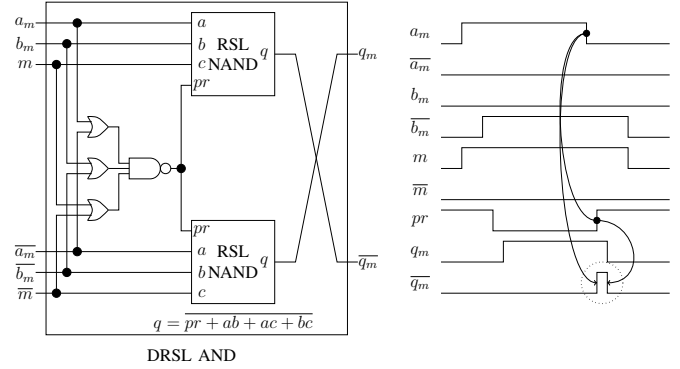 a_m
b_m
m
a
b
c
pr
RSL
NAND
q
q_m
pr
a
b
c
RSL
NAND
q
\overline{a_m}
\overline{b_m}
\overline{m}
\overline{q_m}
q = \overline{pr + ab + ac + bc}
DRSL AND
a_m
\overline{a_m}
b_m
\overline{b_m}
m
\overline{m}
pr
q_m
\overline{q_m}